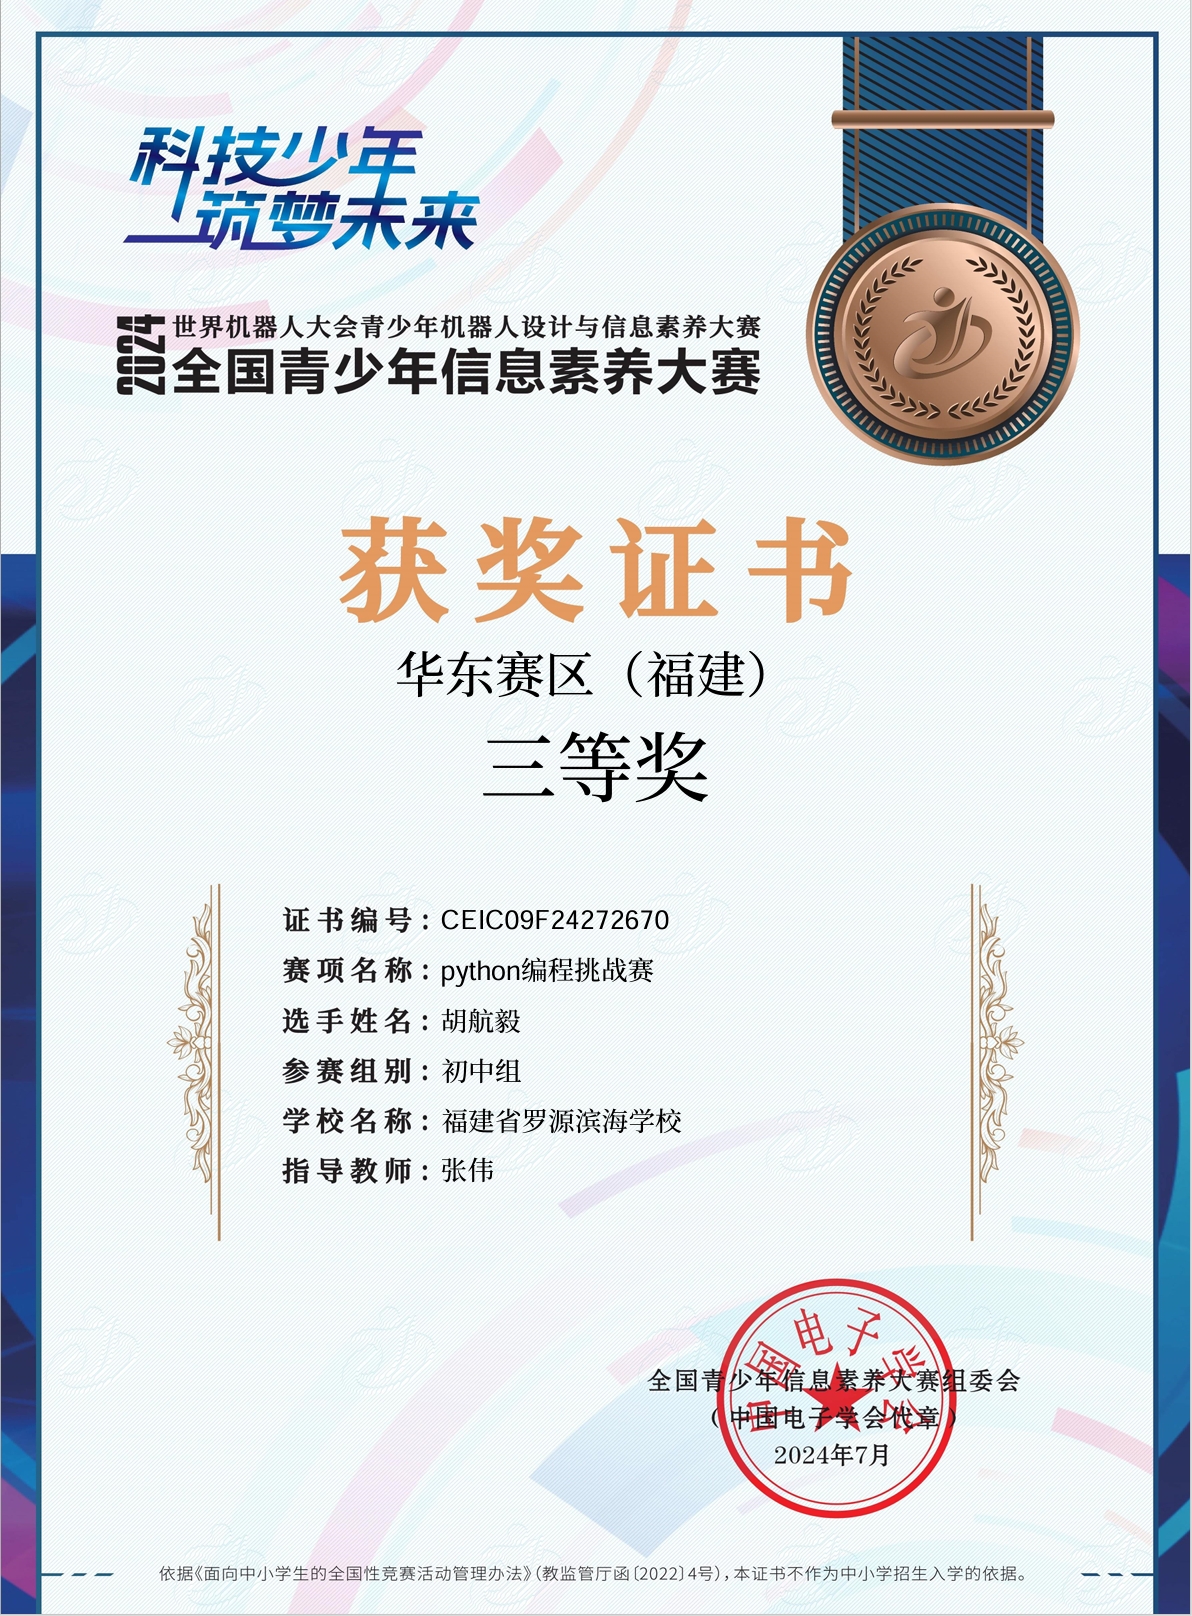 科技少年
筑梦未来
2024
世界机器人大会青少年机器人设计与信息素养大赛
全国青少年信息素养大赛
获奖证书
华东赛区（福建）
三等奖
证书编号：CEIC09F24272670
赛项名称：python编程挑战赛
选手姓名：胡航毅
参赛组别：初中组
学校名称：福建省罗源滨海学校
指导教师：张伟
中国电子学会
全国青少年信息素养大赛组委会
（中国电子学会代章）
2024年7月
依据《面向中小学生的全国性竞赛活动管理办法》（教监管厅函〔2022〕4号），本证书不作为中小学招生入学的依据。